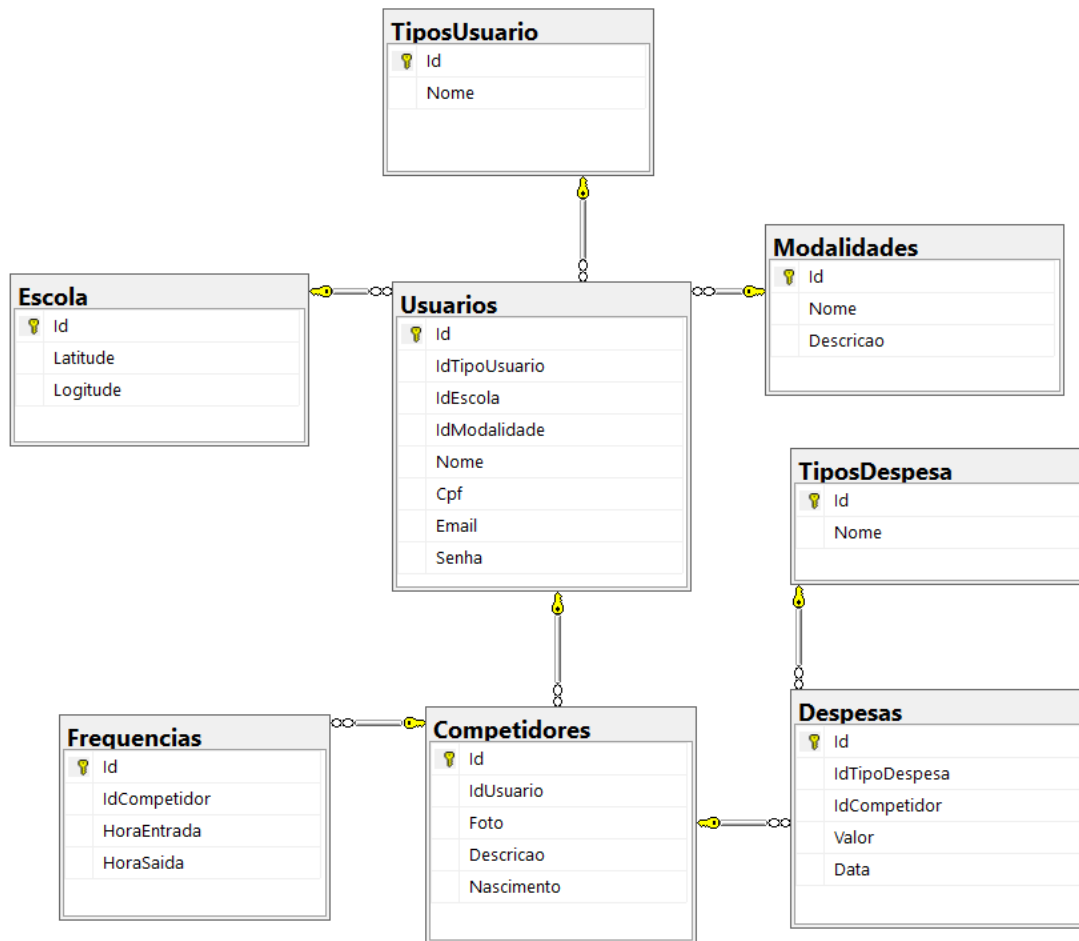 TiposUsuario
Id
Nome
Modalidades
Id
Nome
Descricao
Escola
Id
Latitude
Logitude
Usuarios
Id
IdTipoUsuario
IdEscola
IdModalidade
Nome
Cpf
Email
Senha
TiposDespesa
Id
Nome
Frequencias
Id
IdCompetidor
HoraEntrada
HoraSaida
Competidores
Id
IdUsuario
Foto
Descricao
Nascimento
Despesas
Id
IdTipoDespesa
IdCompetidor
Valor
Data